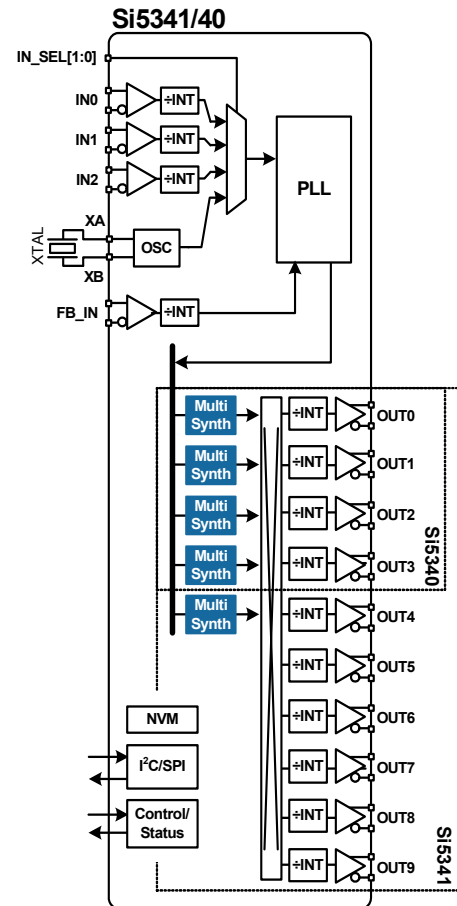 Si5341/40
IN_SEL[1:0]
IN0
÷INT
IN1
÷INT
IN2
÷INT
PLL
XTAL
XA
OSC
XB
FB_IN
÷INT
Multi
Synth
÷INT
OUT0
Multi
Synth
÷INT
OUT1
Multi
Synth
÷INT
OUT2
Multi
Synth
÷INT
OUT3
Si5340
Multi
Synth
÷INT
OUT4
÷INT
OUT5
÷INT
OUT6
÷INT
OUT7
÷INT
OUT8
÷INT
OUT9
Si5341
NVM
I²C/SPI
Control/
Status